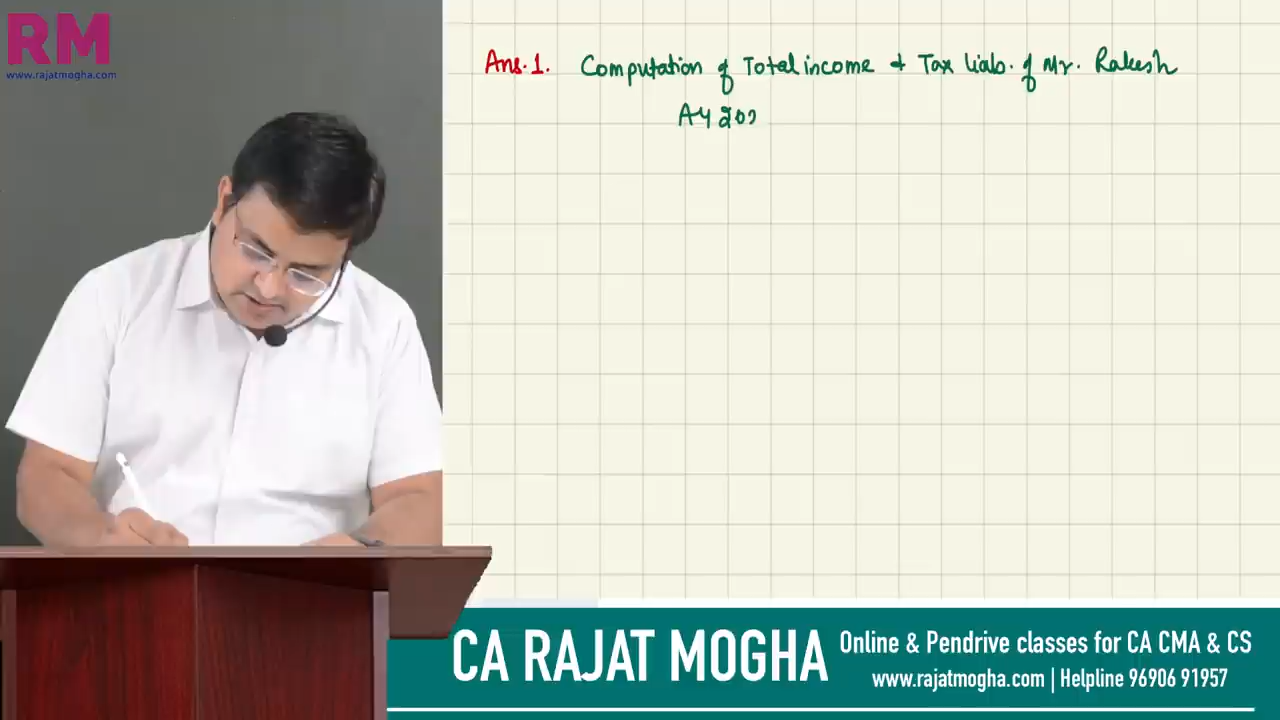 RM
www.rajatmogha.com
Ans.1. Computation of Total income & Tax liab. of Mr. Rakesh
AY 202
CA RAJAT MOGHA
Online & Pendrive classes for CA CMA & CS
www.rajatmogha.com | Helpline 96906 91957